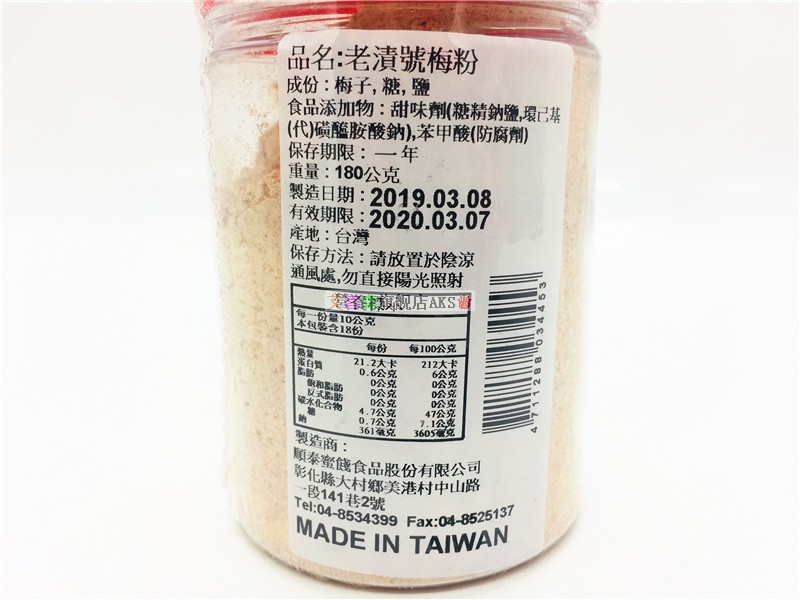 品名:老漬號梅粉
成份:梅子,糖,鹽
食品添加物:甜味劑(糖精鈉鹽,環己基
(代)磺醯胺酸鈉),苯甲酸(防腐劑)
保存期限:一年
重量:180公克
製造日期:2019.03.08
有效期限:2020.03.07
產地:台灣
保存方法:請放置於陰涼
通風處,勿直接陽光照射
旗舰店AKS
每一份量10公克
本包裝含18份
每份 每100公克
熱量 21.2大卡 212大卡
蛋白質 0.6公克 6公克
脂肪 0公克 0公克
飽和脂肪 0公克 0公克
反式脂肪 0公克 0公克
碳水化合物 4.7公克 47公克
糖 0.7公克 7.1公克
鈉 361毫克 3605毫克
4711288034453
製造商:
順泰蜜餞食品股份有限公司
彰化縣大村鄉美港村中山路
一段141巷2號
Tel:04-8534399 Fax:04-8525137
MADE IN TAIWAN